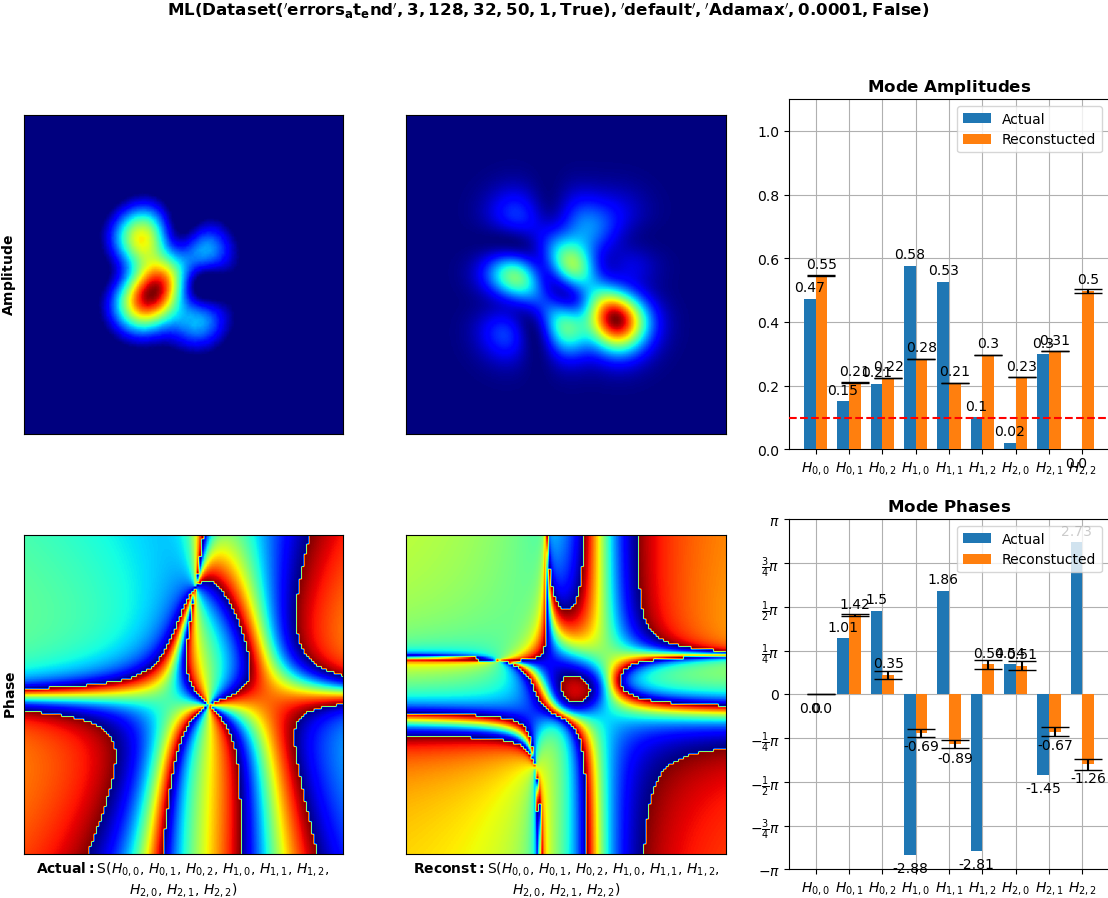 ML(Dataset('errors_at_end', 3, 128, 32, 50, 1, True), 'default', 'Adamax', 0.0001, False)
Amplitude
Mode Amplitudes
Actual
Reconstucted
1.0
0.8
0.6
0.4
0.2
0.0
0.47
0.55
0.15
0.21
0.21
0.22
0.58
0.28
0.53
0.21
0.1
0.3
0.02
0.23
0.3
0.31
0.0
0.5
H0,0 H0,1 H0,2 H1,0 H1,1 H1,2 H2,0 H2,1 H2,2
Phase
Actual: S(H0,0, H0,1, H0,2, H1,0, H1,1, H1,2,
H2,0, H2,1, H2,2)
Reconst: S(H0,0, H0,1, H0,2, H1,0, H1,1, H1,2,
H2,0, H2,1, H2,2)
Mode Phases
Actual
Reconstucted
π
3/4π
1/2π
1/4π
0
−1/4π
−1/2π
−3/4π
−π
0.0
0.0
1.01
1.42
1.5
0.35
-2.88
-0.69
1.86
-0.89
-2.81
0.54
0.54
0.51
-1.45
-0.67
2.73
-1.26
H0,0 H0,1 H0,2 H1,0 H1,1 H1,2 H2,0 H2,1 H2,2